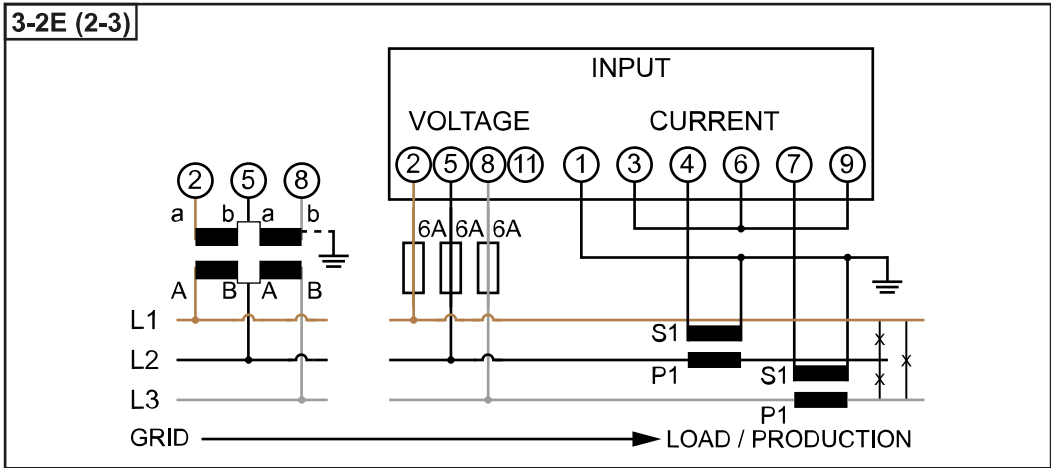 3-2E (2-3)
INPUT
VOLTAGE CURRENT
2 5 8 11 1 3 4 6 7 9
2 5 8
a b a b
6A 6A 6A
A B A B
L1
S1
L2
P1 S1
L3
P1
GRID LOAD / PRODUCTION